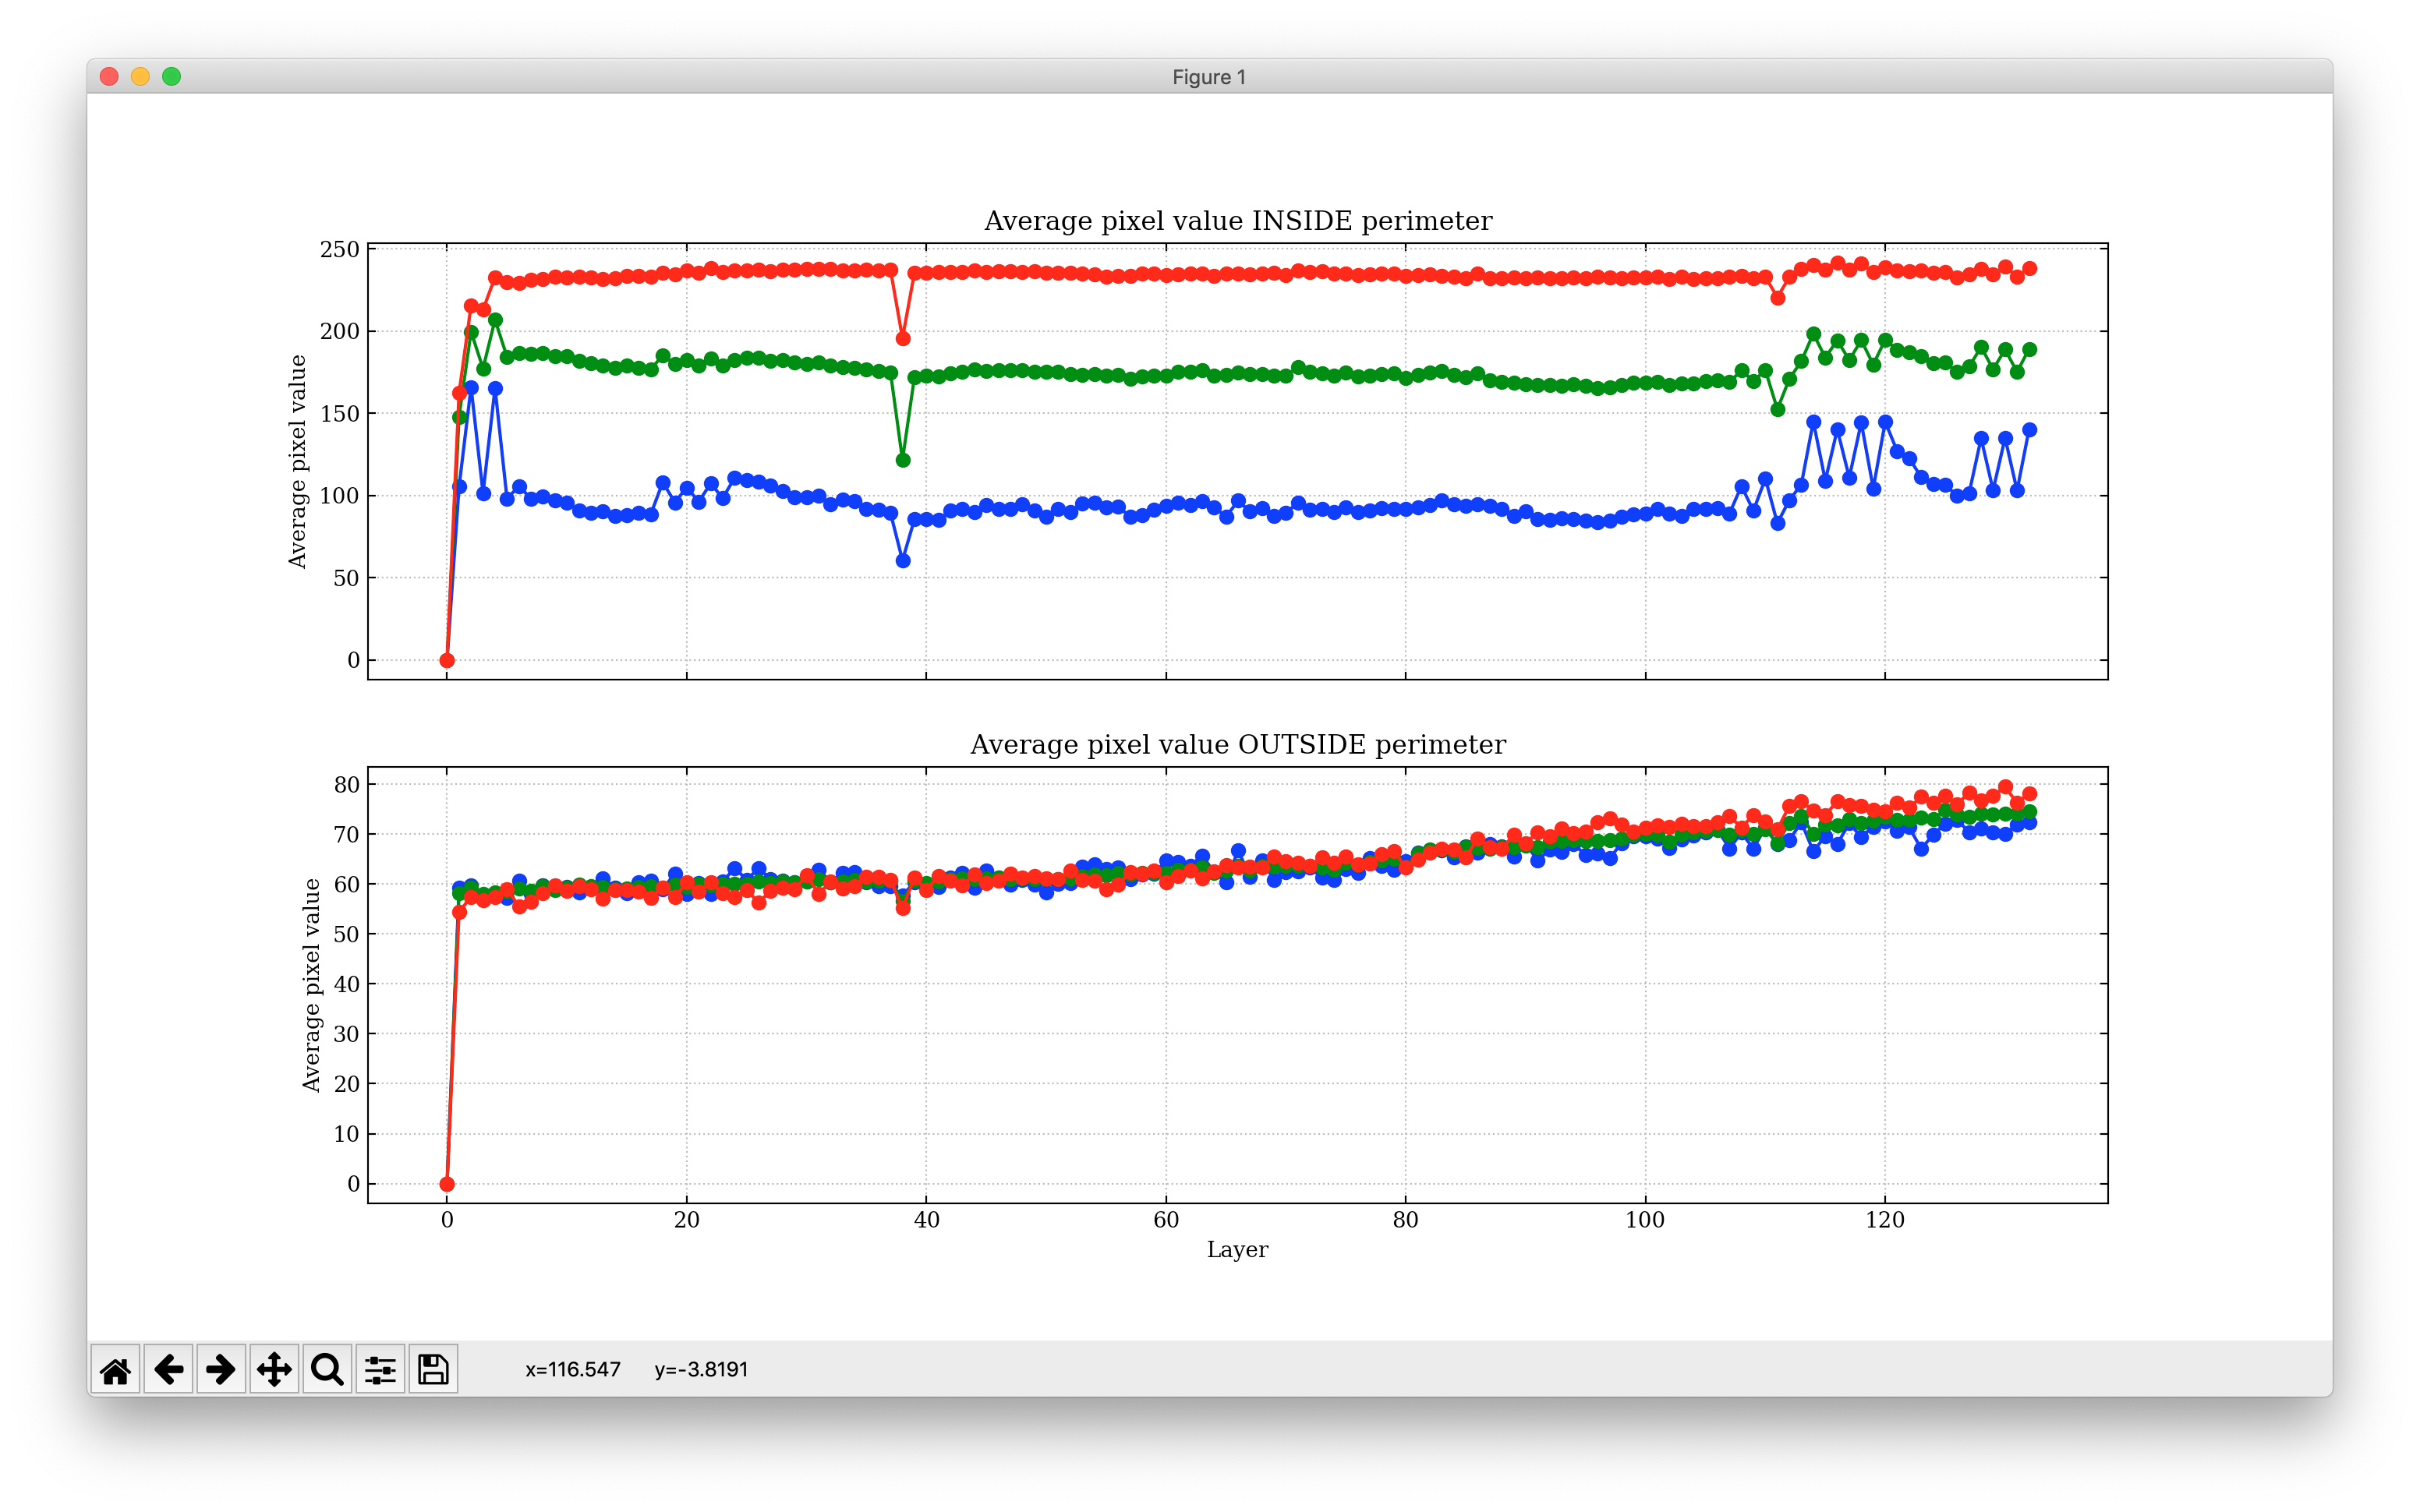 Figure 1
Average pixel value INSIDE perimeter
250
200
150
100
50
0
Average pixel value
Average pixel value OUTSIDE perimeter
80
70
60
50
40
30
20
10
0
Average pixel value
0 20 40 60 80 100 120
Layer
x=116.547 y=-3.8191